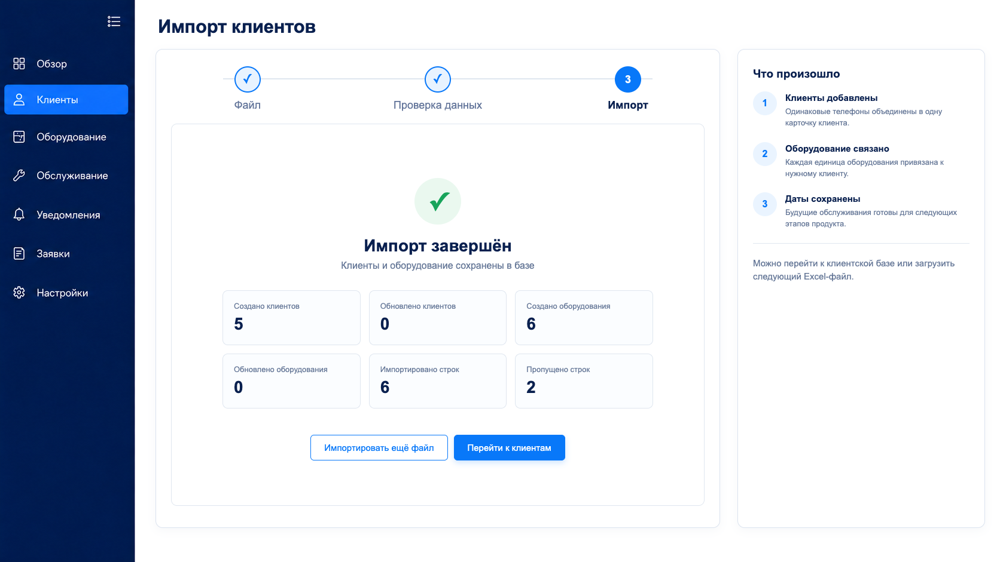 Обзор
Клиенты
Оборудование
Обслуживание
Уведомления
Заявки
Настройки
Импорт клиентов
Файл
Проверка данных
3
Импорт
Импорт завершён
Клиенты и оборудование сохранены в базе
Создано клиентов
5
Обновлено клиентов
0
Создано оборудования
6
Обновлено оборудования
0
Импортировано строк
6
Пропущено строк
2
Импортировать ещё файл
Перейти к клиентам
Что произошло
1
Клиенты добавлены
Одинаковые телефоны объединены в одну
карточку клиента.
2
Оборудование связано
Каждая единица оборудования привязана к
нужному клиенту.
3
Даты сохранены
Будущие обслуживания готовы для следующих
этапов продукта.
Можно перейти к клиентской базе или загрузить
следующий Excel-файл.